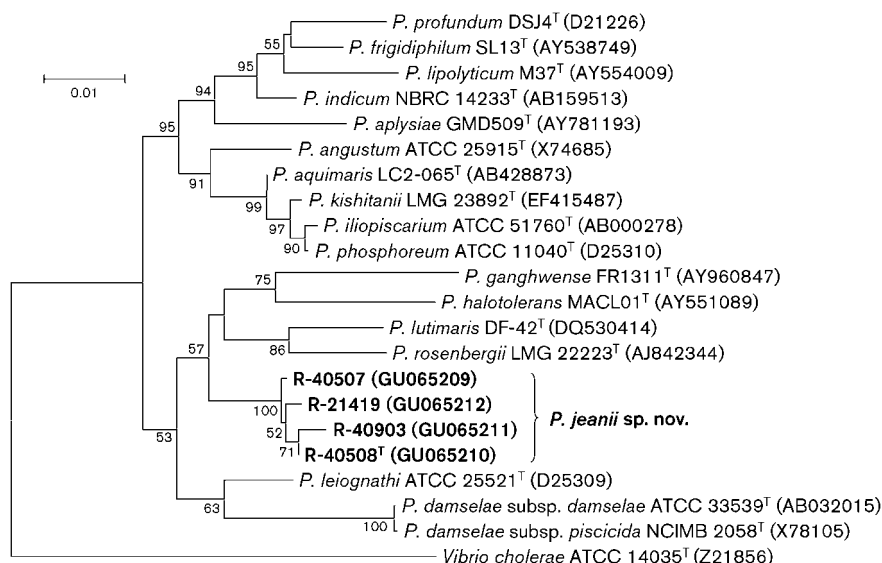 P. profundum DSJ4ᵀ (D21226)
P. frigidiphilum SL13ᵀ (AY538749)
55
P. lipolyticum M37ᵀ (AY554009)
95
0.01
P. indicum NBRC 14233ᵀ (AB159513)
94
P. aplysiae GMD509ᵀ (AY781193)
95
P. angustum ATCC 25915ᵀ (X74685)
P. aquimaris LC2-065ᵀ (AB428873)
91
P. kishitanii LMG 23892ᵀ (EF415487)
99
P. iliopiscarium ATCC 51760ᵀ (AB000278)
97
P. phosphoreum ATCC 11040ᵀ (D25310)
90
P. ganghwense FR1311ᵀ (AY960847)
75
P. halotolerans MACL01ᵀ (AY551089)
P. lutimaris DF-42ᵀ (DQ530414)
57
86
P. rosenbergii LMG 22223ᵀ (AJ842344)
R-40507 (GU065209)
100
R-21419 (GU065212)
P. jeanii sp. nov.
52
R-40903 (GU065211)
53
71
R-40508ᵀ (GU065210)
P. leiognathi ATCC 25521ᵀ (D25309)
63
P. damselae subsp. damselae ATCC 33539ᵀ (AB032015)
100
P. damselae subsp. piscicida NCIMB 2058ᵀ (X78105)
Vibrio cholerae ATCC 14035ᵀ (Z21856)